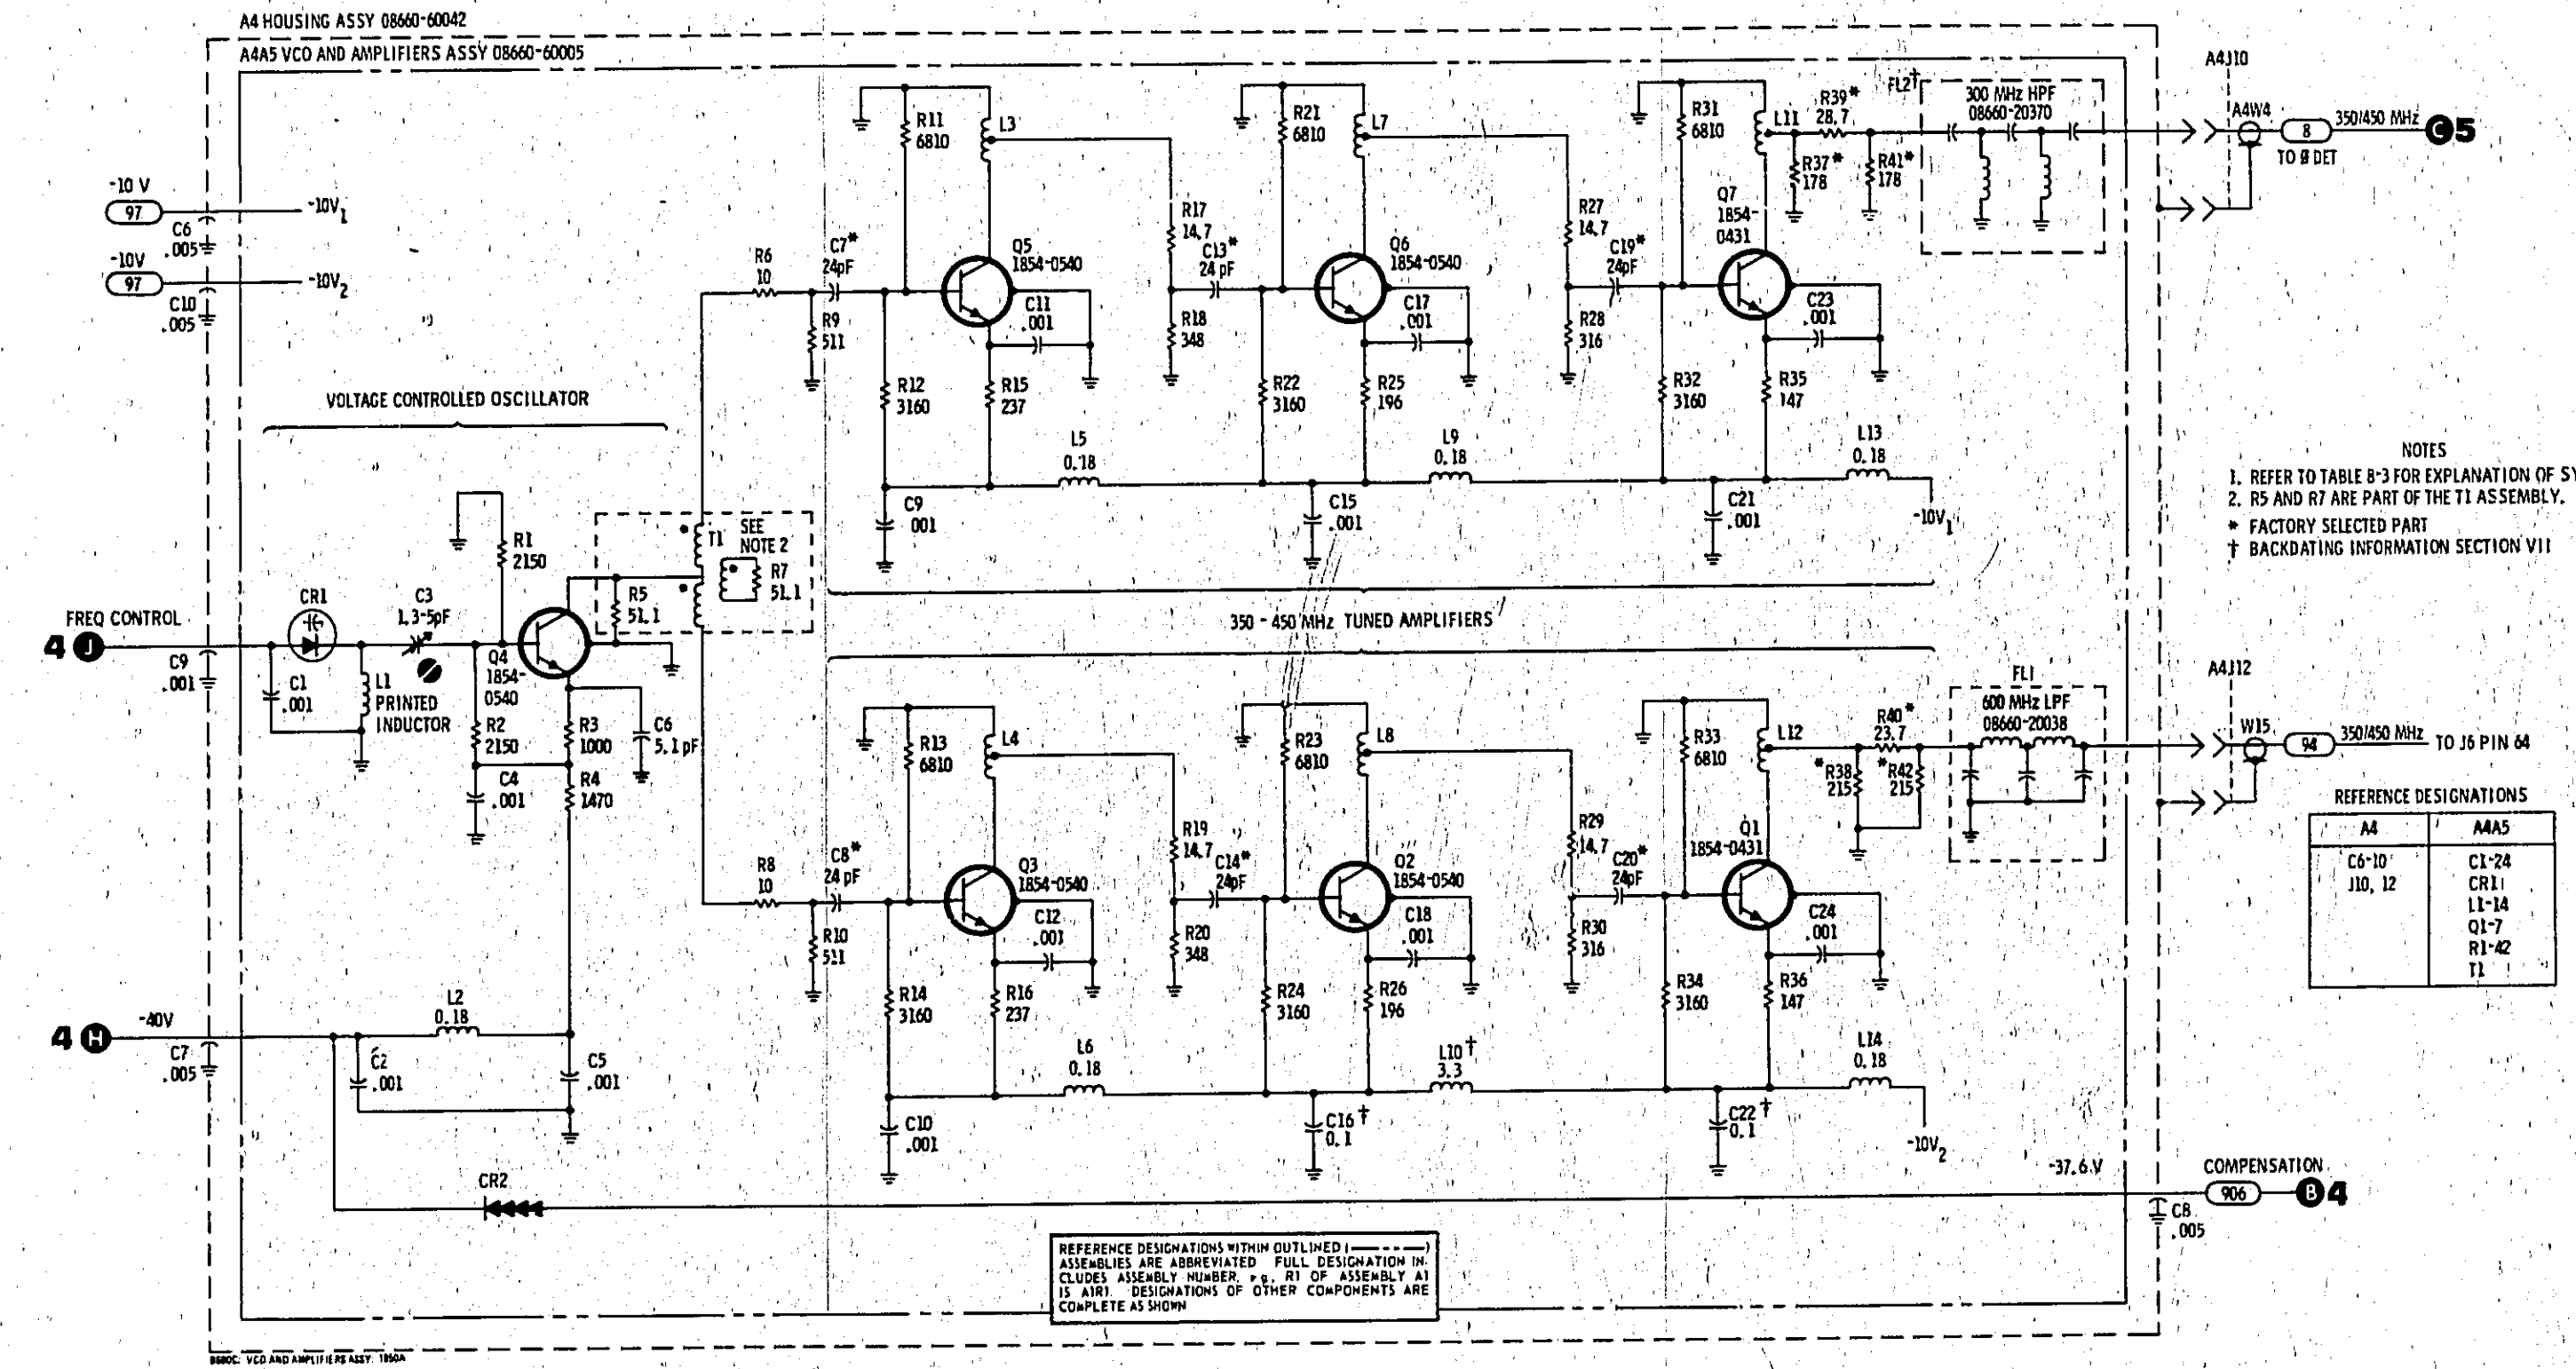 A4 HOUSING ASSY 08660-60042
A4A5 VCO AND AMPLIFIERS ASSY 08660-60005
-10 V
97
-10V1
C6
.005
-10V
97
-10V2
C10
.005
VOLTAGE CONTROLLED OSCILLATOR
FREQ CONTROL
4 J
C9
.001
CR1
C1
.001
L1
PRINTED
INDUCTOR
C3
1.3-5pF
R1
2150
Q4
1854-
0540
R2
2150
R3
1000
C6
5.1 pF
C4
.001
R4
1470
R5
51.1
T1
SEE
NOTE 2
R7
51.1
-40V
4 H
C7
.005
L2
0.18
C2
.001
C5
.001
CR2
R6
10
C7*
24pF
R9
511
R11
6810
L3
Q5
1854-0540
C11
.001
R12
3160
R15
237
L5
0.18
C9
001
R17
14.7
C13*
24 pF
R18
348
R21
6810
L7
Q6
1854-0540
C17
.001
R22
3160
R25
196
L9
0.18
C15
.001
R27
14.7
C19*
24pF
R28
316
R31
6810
L11
Q7
1854-
0431
C23
.001
R32
3160
R35
147
L13
0.18
C21
.001
-10V1
R39*
28.7
R37*
178
R41*
178
FL2†
300 MHz HPF
08660-20370
A4J10
A4W4
8
350/450 MHz
C 5
TO ø DET
350 - 450 MHz TUNED AMPLIFIERS
R8
10
C8*
24 pF
R10
511
R13
6810
L4
Q3
1854-0540
C12
.001
R14
3160
R16
237
L6
0.18
C10
.001
R19
14.7
C14*
24pF
R20
348
R23
6810
L8
Q2
1854-0540
C18
.001
R24
3160
R26
196
L10†
3.3
C16†
0.1
R29
14.7
C20*
24pF
R30
316
R33
6810
L12
Q1
1854-0431
C24
.001
R34
3160
R36
147
L14
0.18
C22†
0.1
-10V2
R40*
23.7
*R38
215
*R42
215
FL1
600 MHz LPF
08660-20038
A4J12
W15
94
350/450 MHz
TO J6 PIN 64
-37.6 V
COMPENSATION
906
B 4
C8
.005
NOTES
1. REFER TO TABLE 8-3 FOR EXPLANATION OF SY
2. R5 AND R7 ARE PART OF THE T1 ASSEMBLY.
* FACTORY SELECTED PART
† BACKDATING INFORMATION SECTION VII
REFERENCE DESIGNATIONS
A4 A4A5
C6-10 C1-24
J10, 12 CR1
L1-14
Q1-7
R1-42
T1
REFERENCE DESIGNATIONS WITHIN OUTLINED (— - - —)
ASSEMBLIES ARE ABBREVIATED FULL DESIGNATION IN-
CLUDES ASSEMBLY NUMBER, e.g., R1 OF ASSEMBLY A1
IS A1R1. DESIGNATIONS OF OTHER COMPONENTS ARE
COMPLETE AS SHOWN
VCO AND AMPLIFIERS ASSY: